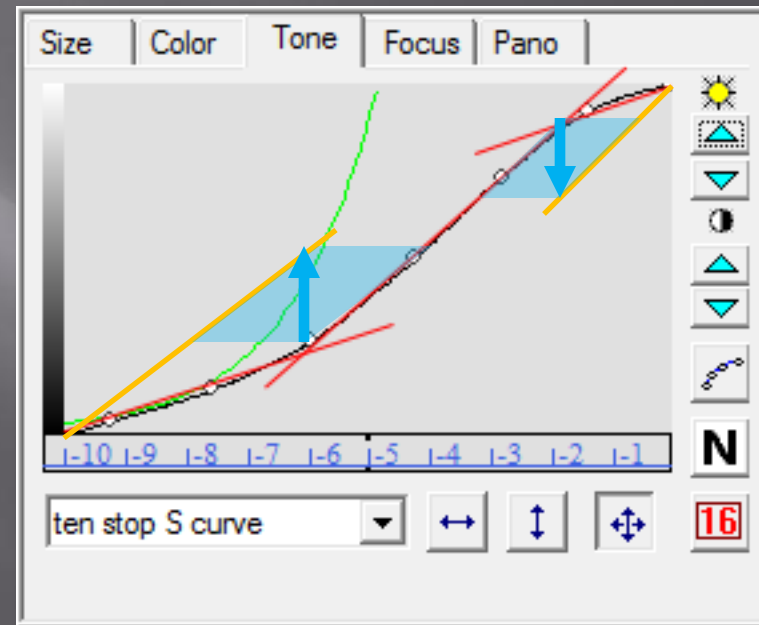 Size Color Tone Focus Pano
-10 -9 -8 -7 -6 -5 -4 -3 -2 -1
N
ten stop S curve
16